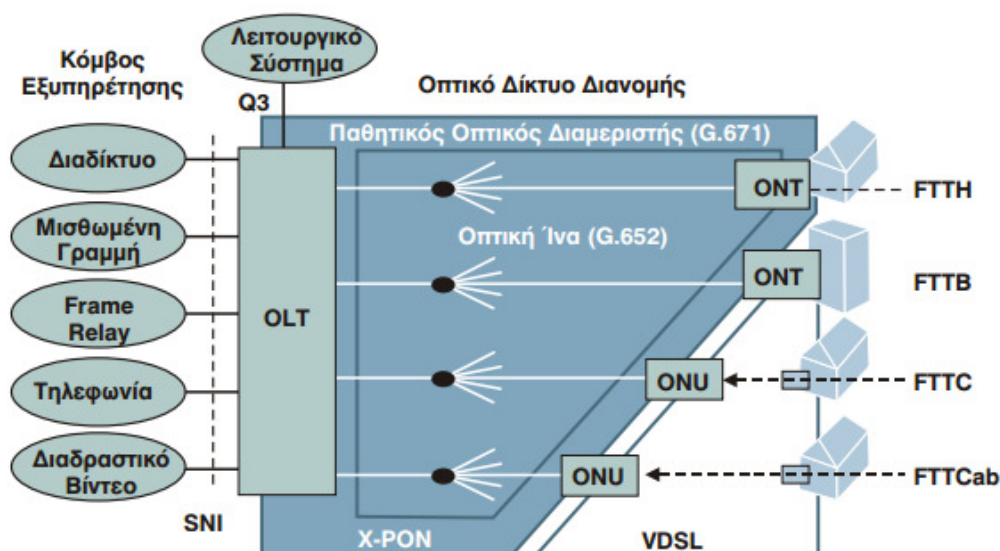 Λειτουργικό
Σύστημα
Κόμβος
Εξυπηρέτησης
Q3
Οπτικό Δίκτυο Διανομής
Παθητικός Οπτικός Διαμεριστής (G.671)
Διαδίκτυο
ONT
FTTH
Μισθωμένη
Γραμμή
Οπτική Ίνα (G.652)
ONT
FTTB
Frame
Relay
OLT
Τηλεφωνία
ONU
FTTC
Διαδραστικό
Βίντεο
ONU
FTTCab
SNI
X-PON
VDSL